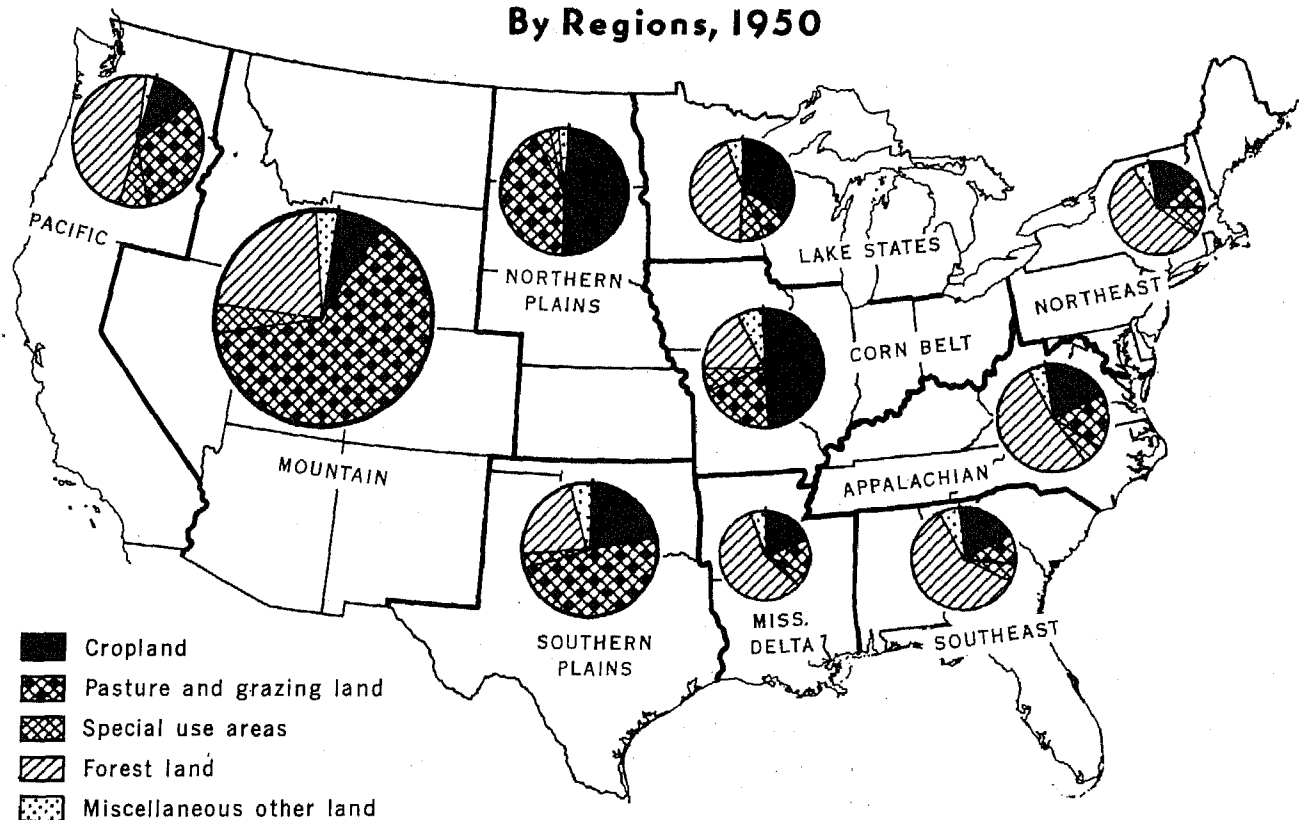 By Regions, 1950
PACIFIC
NORTHERN
PLAINS
LAKE STATES
NORTHEAST
CORN BELT
MOUNTAIN
APPALACHIAN
SOUTHERN
PLAINS
MISS.
DELTA
SOUTHEAST
Cropland
Pasture and grazing land
Special use areas
Forest land
Miscellaneous other land